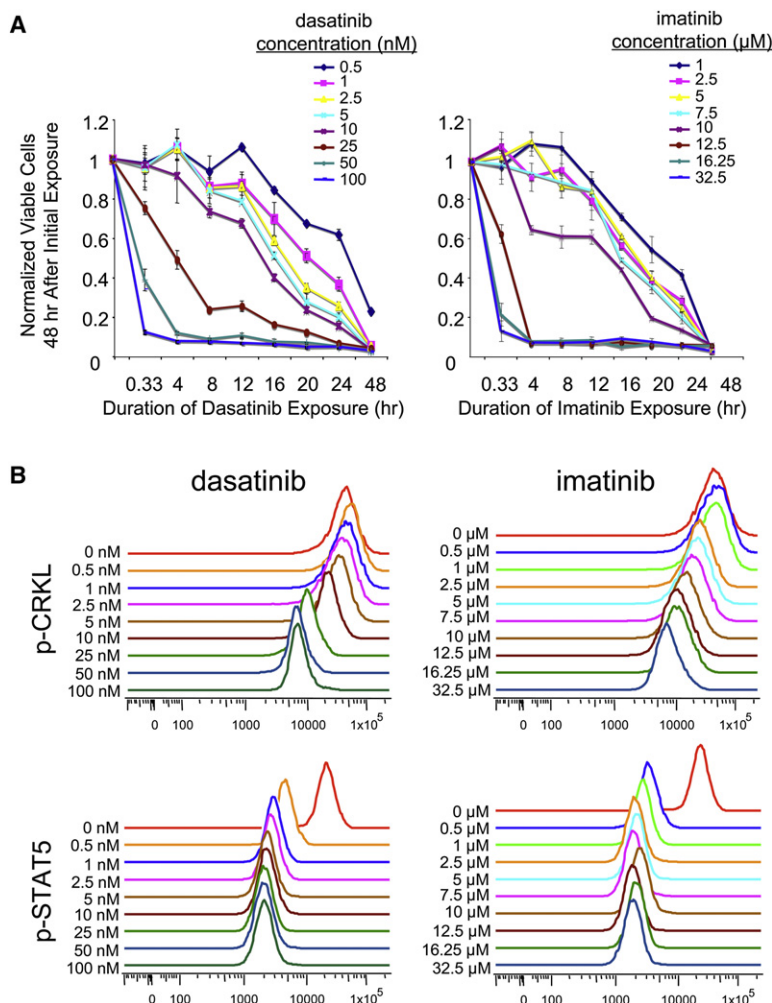 A
dasatinib
concentration (nM)
0.5
1
2.5
5
10
25
50
100
imatinib
concentration (µM)
1
2.5
5
7.5
10
12.5
16.25
32.5
Normalized Viable Cells
48 hr After Initial Exposure
1.2
1
0.8
0.6
0.4
0.2
0
0.33 4 8 12 16 20 24 48
Duration of Dasatinib Exposure (hr)
1.2
1
0.8
0.6
0.4
0.2
0
0.33 4 8 12 16 20 24 48
Duration of Imatinib Exposure (hr)
B
dasatinib
imatinib
p-CRKL
0 nM
0.5 nM
1 nM
2.5 nM
5 nM
10 nM
25 nM
50 nM
100 nM
0 100 1000 10000 1x10⁵
0 µM
0.5 µM
1 µM
2.5 µM
5 µM
7.5 µM
10 µM
12.5 µM
16.25 µM
32.5 µM
0 100 1000 10000 1x10⁵
p-STAT5
0 nM
0.5 nM
1 nM
2.5 nM
5 nM
10 nM
25 nM
50 nM
100 nM
0 100 1000 10000 1x10⁵
0 µM
0.5 µM
1 µM
2.5 µM
5 µM
7.5 µM
10 µM
12.5 µM
16.25 µM
32.5 µM
0 100 1000 10000 1x10⁵